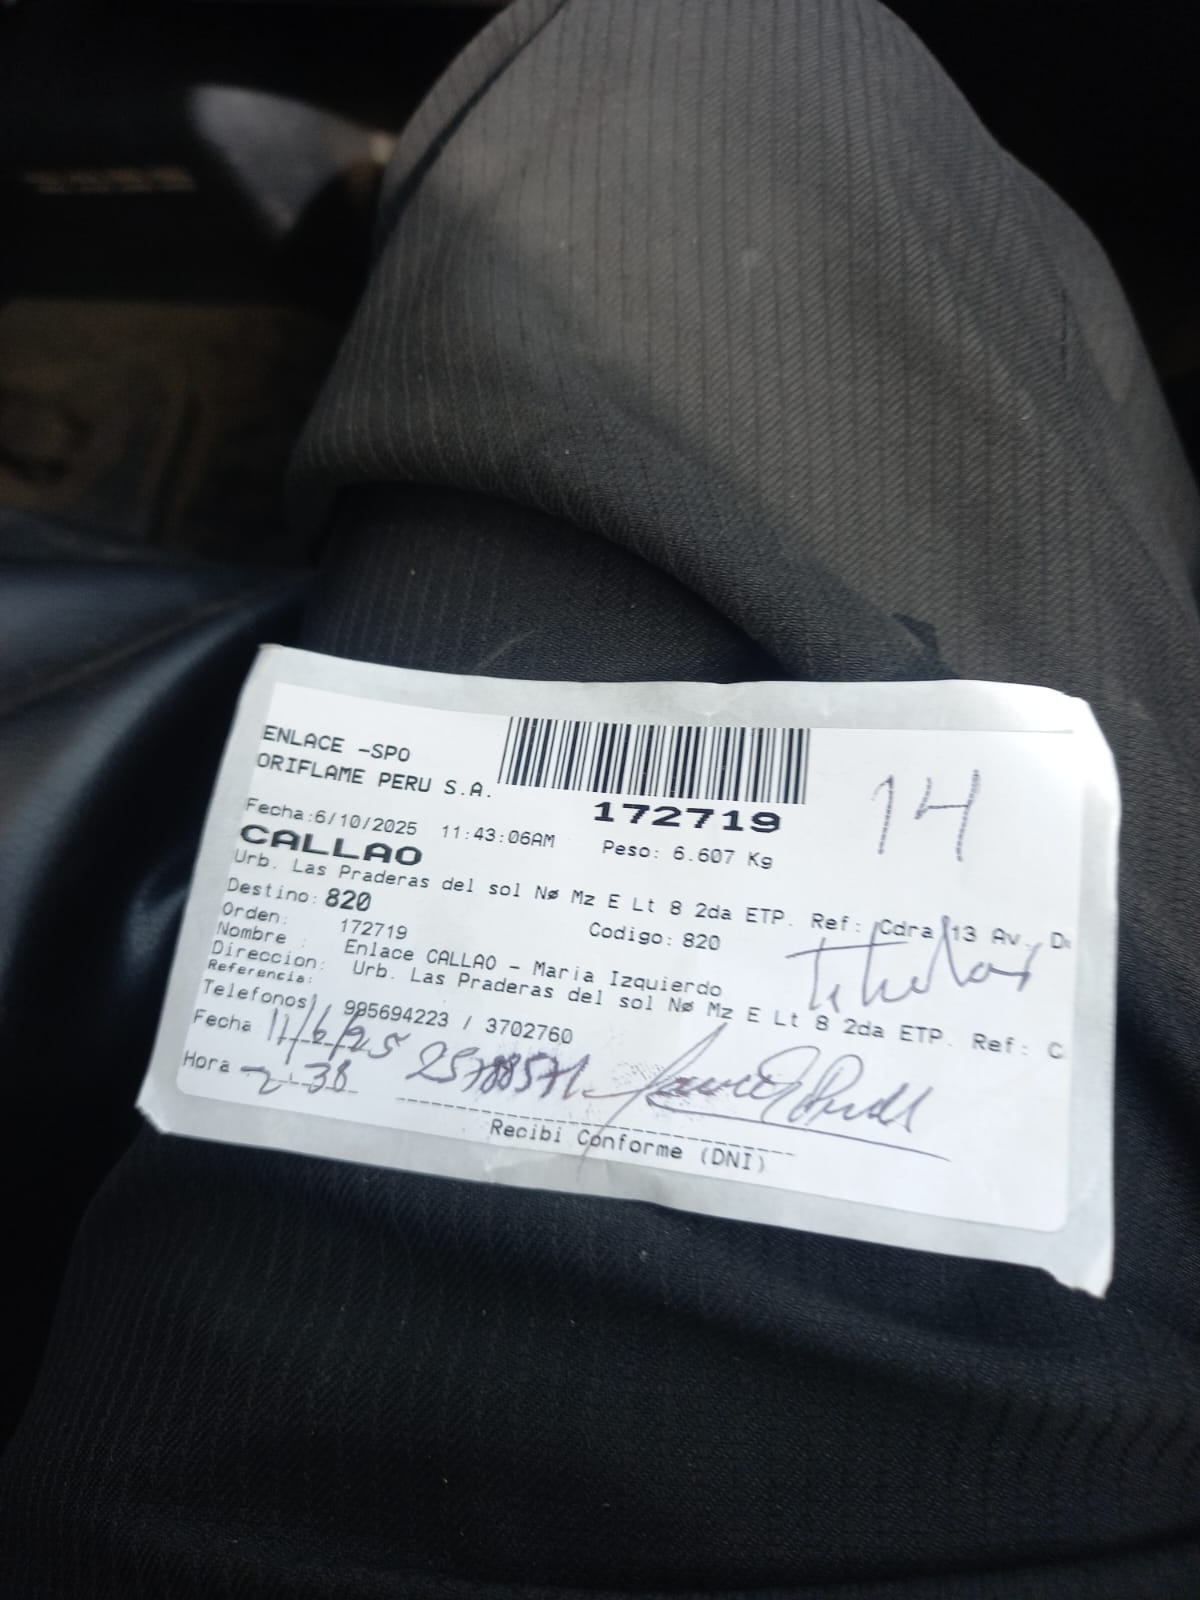 ENLACE -SPO
ORIFLAME PERU S.A.
172719
14
Fecha:6/10/2025 11:43:06AM Peso: 6.607 Kg
CALLAO
Urb. Las Praderas del sol Nø Mz E Lt 8 2da ETP. Ref: Cdra 13 Av. D
Destino: 820 Codigo: 820
Titular
Orden: 172719
Nombre : Enlace CALLAO - Maria Izquierdo
Direccion: Urb. Las Praderas del sol Nø Mz E Lt 8 2da ETP. Ref: C
Referencia:
Telefonos 995694223 / 3702760
Fecha 11/6/25
Hora 2-38
Recibi Conforme (DNI)